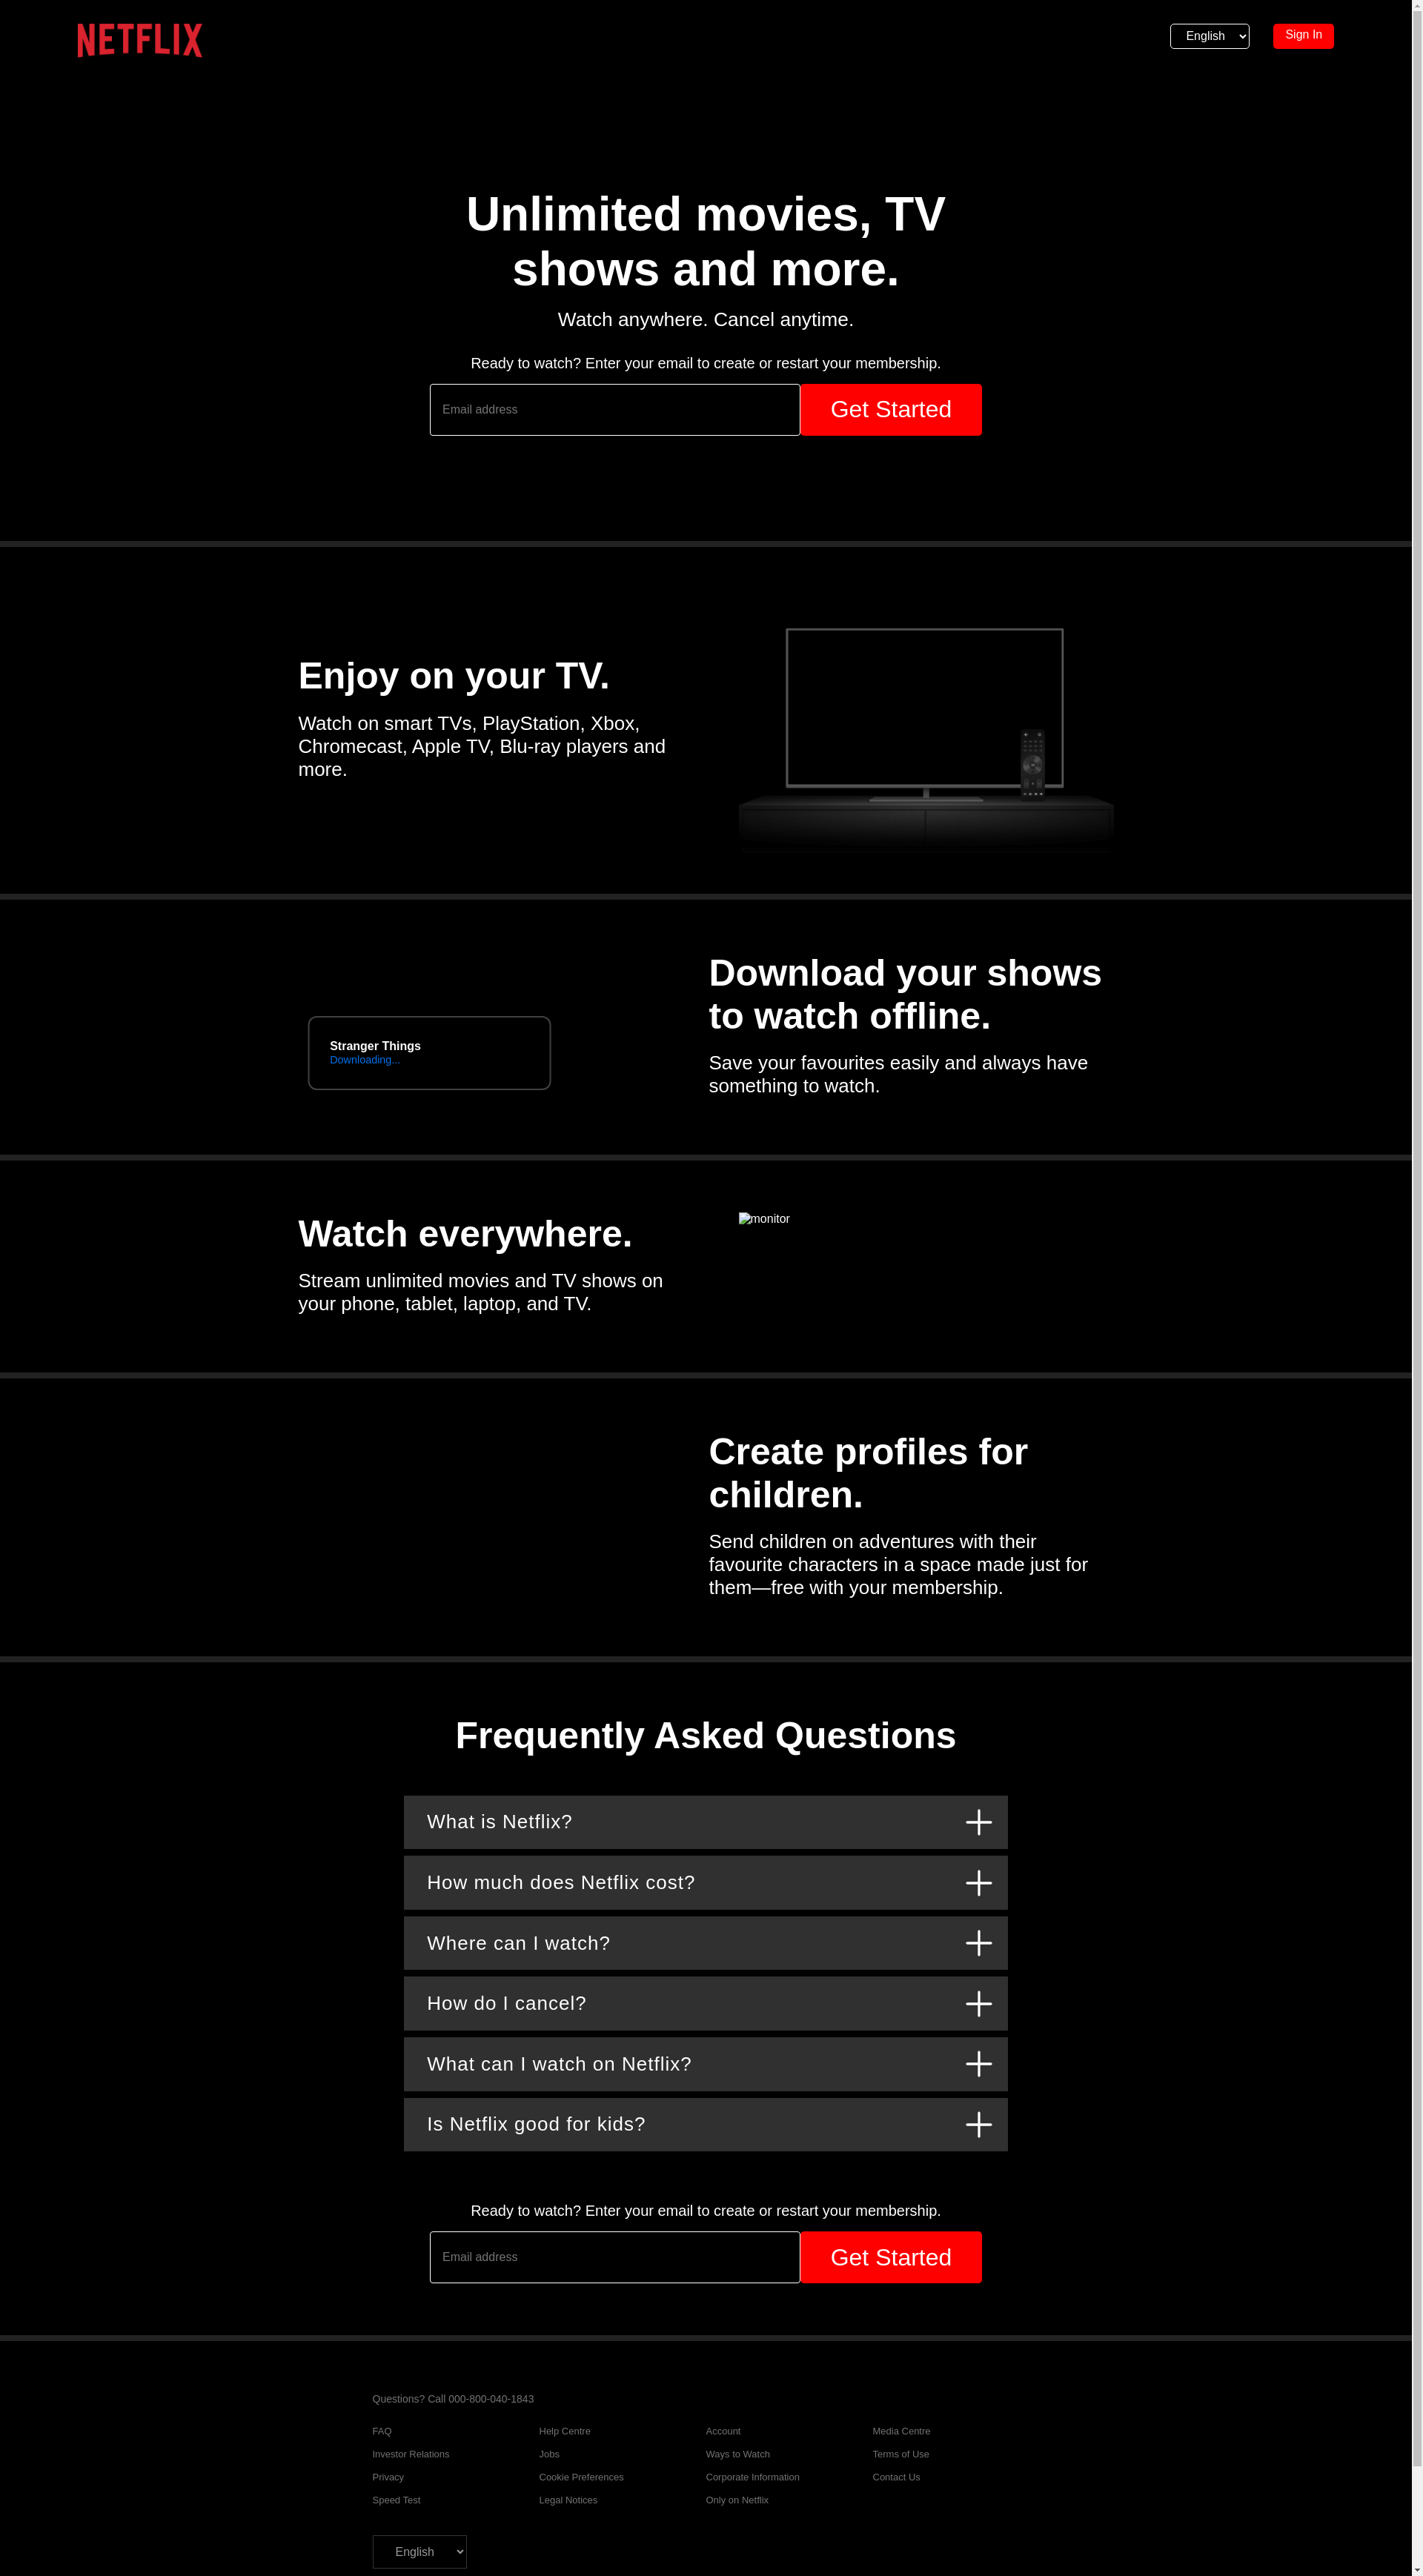 NETFLIX
English
Sign In
Unlimited movies, TV
shows and more.
Watch anywhere. Cancel anytime.
Ready to watch? Enter your email to create or restart your membership.
Email address
Get Started
Enjoy on your TV.
Watch on smart TVs, PlayStation, Xbox,
Chromecast, Apple TV, Blu-ray players and
more.
Download your shows
to watch offline.
Save your favourites easily and always have
something to watch.
Stranger Things
Downloading...
Watch everywhere.
Stream unlimited movies and TV shows on
your phone, tablet, laptop, and TV.
monitor
Create profiles for
children.
Send children on adventures with their
favourite characters in a space made just for
them—free with your membership.
Frequently Asked Questions
What is Netflix?
How much does Netflix cost?
Where can I watch?
How do I cancel?
What can I watch on Netflix?
Is Netflix good for kids?
Ready to watch? Enter your email to create or restart your membership.
Email address
Get Started
Questions? Call 000-800-040-1843
FAQ
Help Centre
Account
Media Centre
Investor Relations
Jobs
Ways to Watch
Terms of Use
Privacy
Cookie Preferences
Corporate Information
Contact Us
Speed Test
Legal Notices
Only on Netflix
English